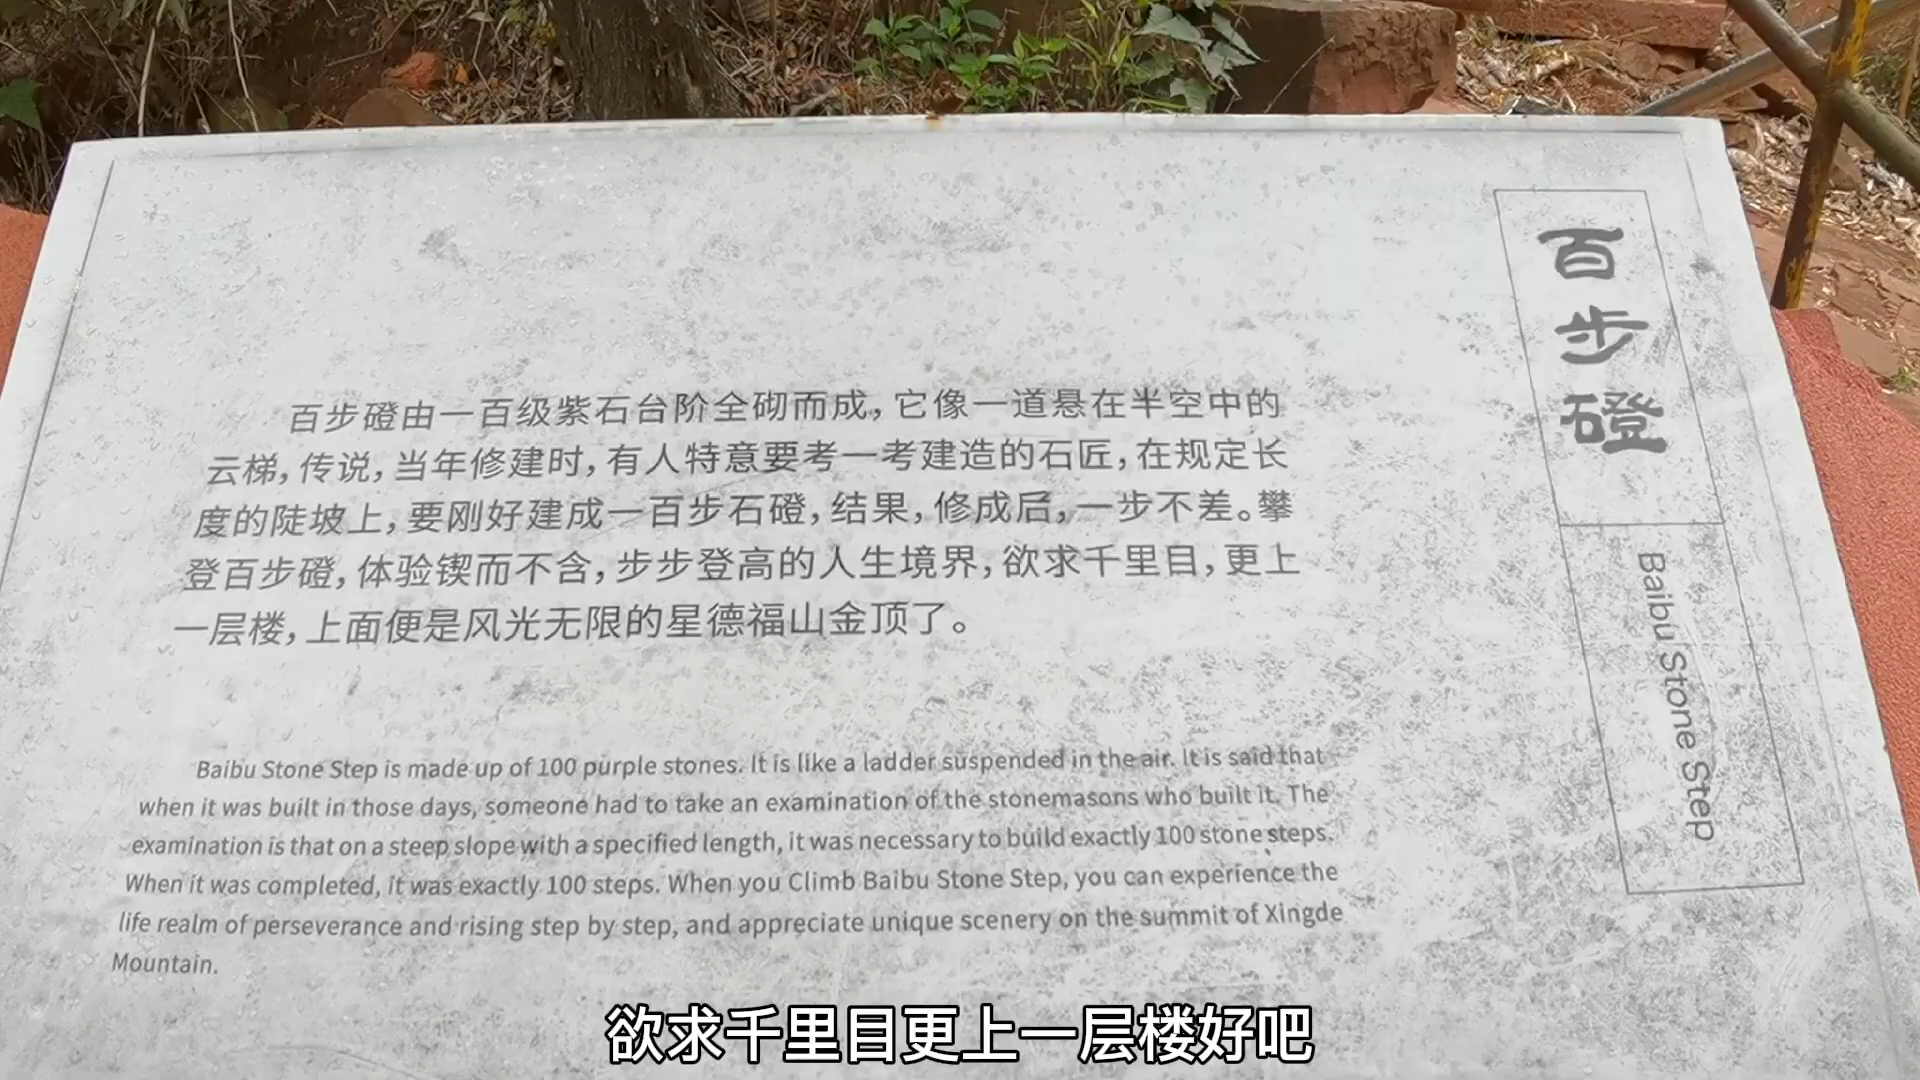 百步磴
Baibu Stone Step
百步磴由一百级紫石台阶全砌而成，它像一道悬在半空中的
云梯，传说，当年修建时，有人特意要考一考建造的石匠，在规定长
度的陡坡上，要刚好建成一百步石磴，结果，修成后，一步不差。攀
登百步磴，体验锲而不含，步步登高的人生境界，欲求千里目，更上
一层楼，上面便是风光无限的星德福山金顶了。
Baibu Stone Step is made up of 100 purple stones. It is like a ladder suspended in the air. It is said that
when it was built in those days, someone had to take an examination of the stonemasons who built it. The
examination is that on a steep slope with a specified length, it was necessary to build exactly 100 stone steps.
When it was completed, it was exactly 100 steps. When you Climb Baibu Stone Step, you can experience the
life realm of perseverance and rising step by step, and appreciate unique scenery on the summit of Xingde
Mountain.
欲求千里目更上一层楼好吧